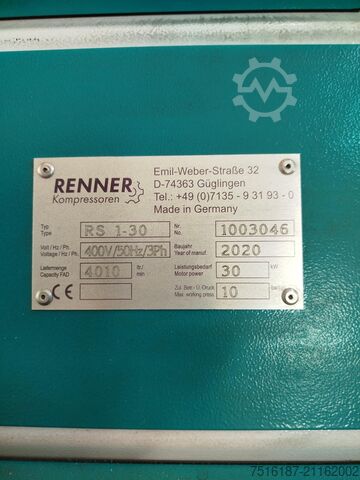 RENNER
Kompressoren
Emil-Weber-Straße 32
D-74363 Güglingen
Tel.: +49 (0)7135 - 9 31 93 - 0
Made in Germany
Typ
Type
RS 1-30
Nr.
No.
1003046
Volt / Hz / Ph.
Voltage / Hz / Ph.
400V/50Hz/3Ph
Baujahr
Year of manuf.
2020
Liefermenge
Capacity FAD
4010
ltr./
min
Leistungsbedarf
Motor power
30
kW
Zul. Betr.- Ü.-Druck
Max. working press.
10
7516187-21162002